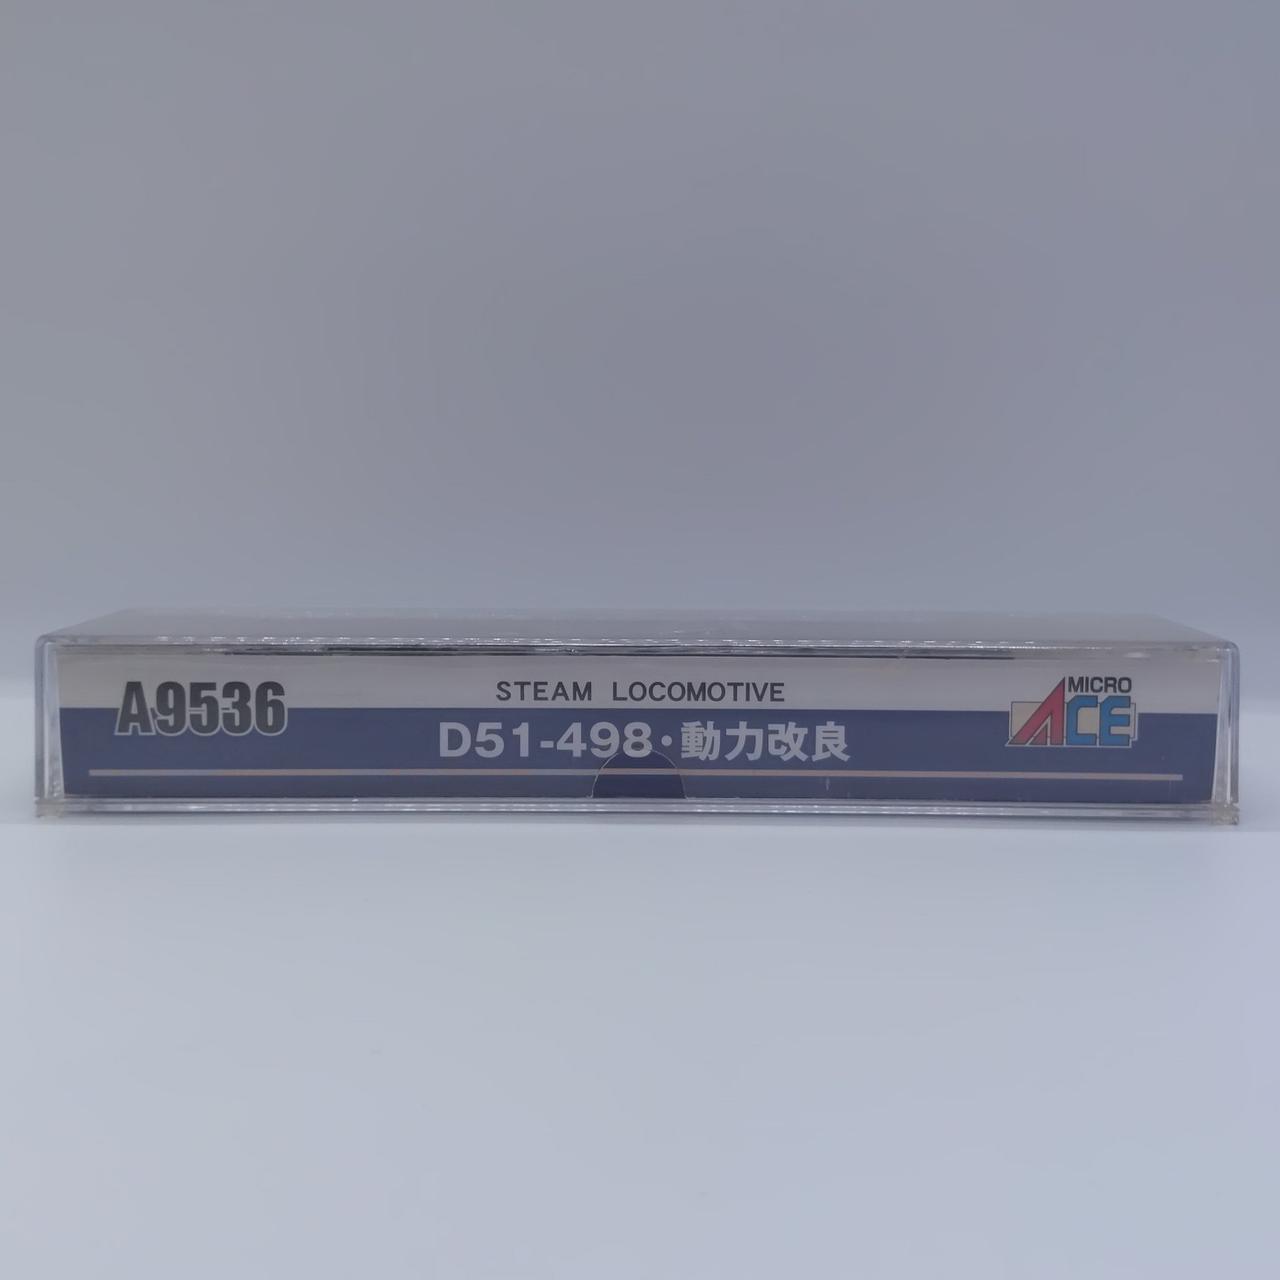 A9536
STEAM LOCOMOTIVE
D51-498・動力改良
MICRO
ACE